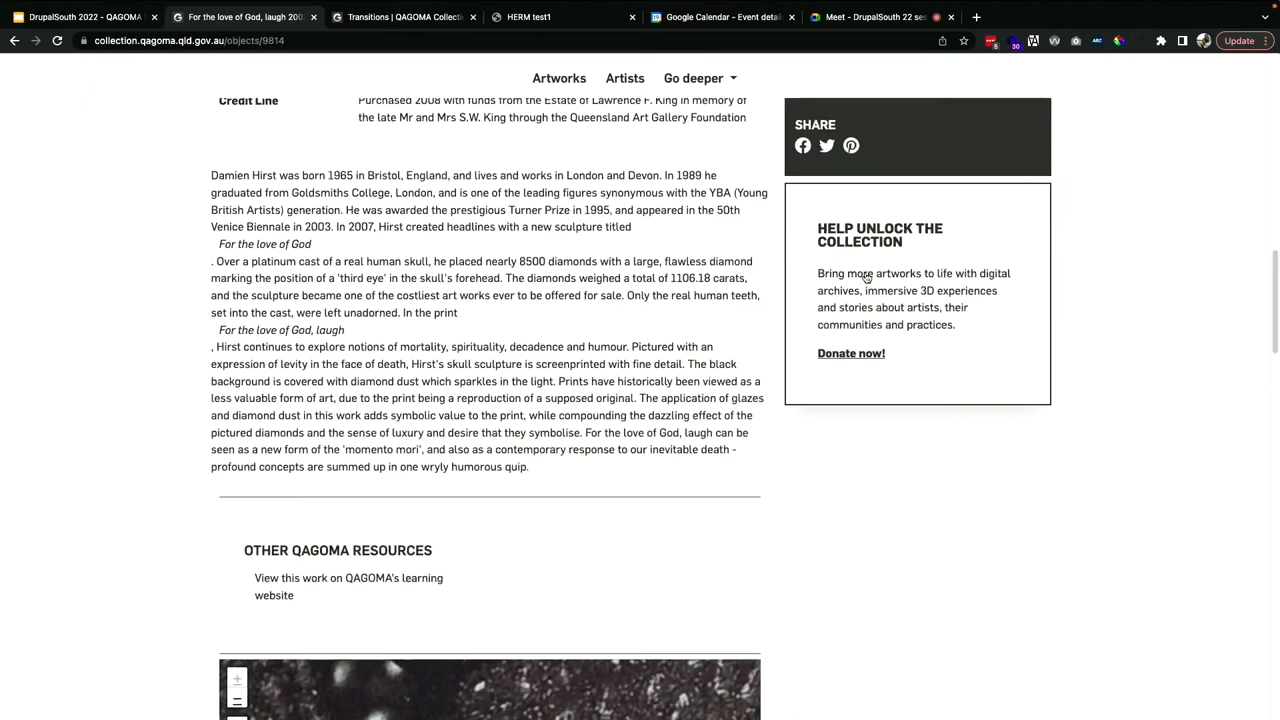 DrupalSouth 2022 - QAGOMA
For the love of God, laugh 200
Transitions | QAGOMA Collecti
HERM test1
Google Calendar - Event detai
Meet - DrupalSouth 22 ses
collection.qagoma.qld.gov.au/objects/9814
Update
Artworks
Artists
Go deeper
Credit Line
Purchased 2008 with funds from the Estate of Lawrence F. King in memory of
the late Mr and Mrs S.W. King through the Queensland Art Gallery Foundation
Damien Hirst was born 1965 in Bristol, England, and lives and works in London and Devon. In 1989 he
graduated from Goldsmiths College, London, and is one of the leading figures synonymous with the YBA (Young
British Artists) generation. He was awarded the prestigious Turner Prize in 1995, and appeared in the 50th
Venice Biennale in 2003. In 2007, Hirst created headlines with a new sculpture titled
For the love of God
. Over a platinum cast of a real human skull, he placed nearly 8500 diamonds with a large, flawless diamond
marking the position of a 'third eye' in the skull's forehead. The diamonds weighed a total of 1106.18 carats,
and the sculpture became one of the costliest art works ever to be offered for sale. Only the real human teeth,
set into the cast, were left unadorned. In the print
For the love of God, laugh
, Hirst continues to explore notions of mortality, spirituality, decadence and humour. Pictured with an
expression of levity in the face of death, Hirst's skull sculpture is screenprinted with fine detail. The black
background is covered with diamond dust which sparkles in the light. Prints have historically been viewed as a
less valuable form of art, due to the print being a reproduction of a supposed original. The application of glazes
and diamond dust in this work adds symbolic value to the print, while compounding the dazzling effect of the
pictured diamonds and the sense of luxury and desire that they symbolise. For the love of God, laugh can be
seen as a new form of the 'momento mori', and also as a contemporary response to our inevitable death -
profound concepts are summed up in one wryly humorous quip.
OTHER QAGOMA RESOURCES
View this work on QAGOMA's learning
website
SHARE
HELP UNLOCK THE
COLLECTION
Bring more artworks to life with digital
archives, immersive 3D experiences
and stories about artists, their
communities and practices.
Donate now!